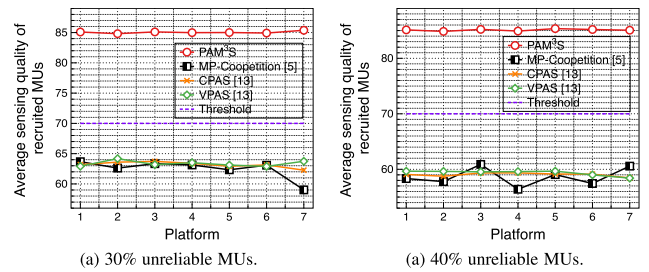 Average sensing quality of
recruited MUs
85
80
75
70
65
60
PAM³S
MP-Coopetition [5]
CPAS [13]
VPAS [13]
Threshold
1 2 3 4 5 6 7
Platform
(a) 30% unreliable MUs.
Average sensing quality of
recruited MUs
80
70
60
PAM³S
MP-Coopetition [5]
CPAS [13]
VPAS [13]
Threshold
1 2 3 4 5 6 7
Platform
(a) 40% unreliable MUs.